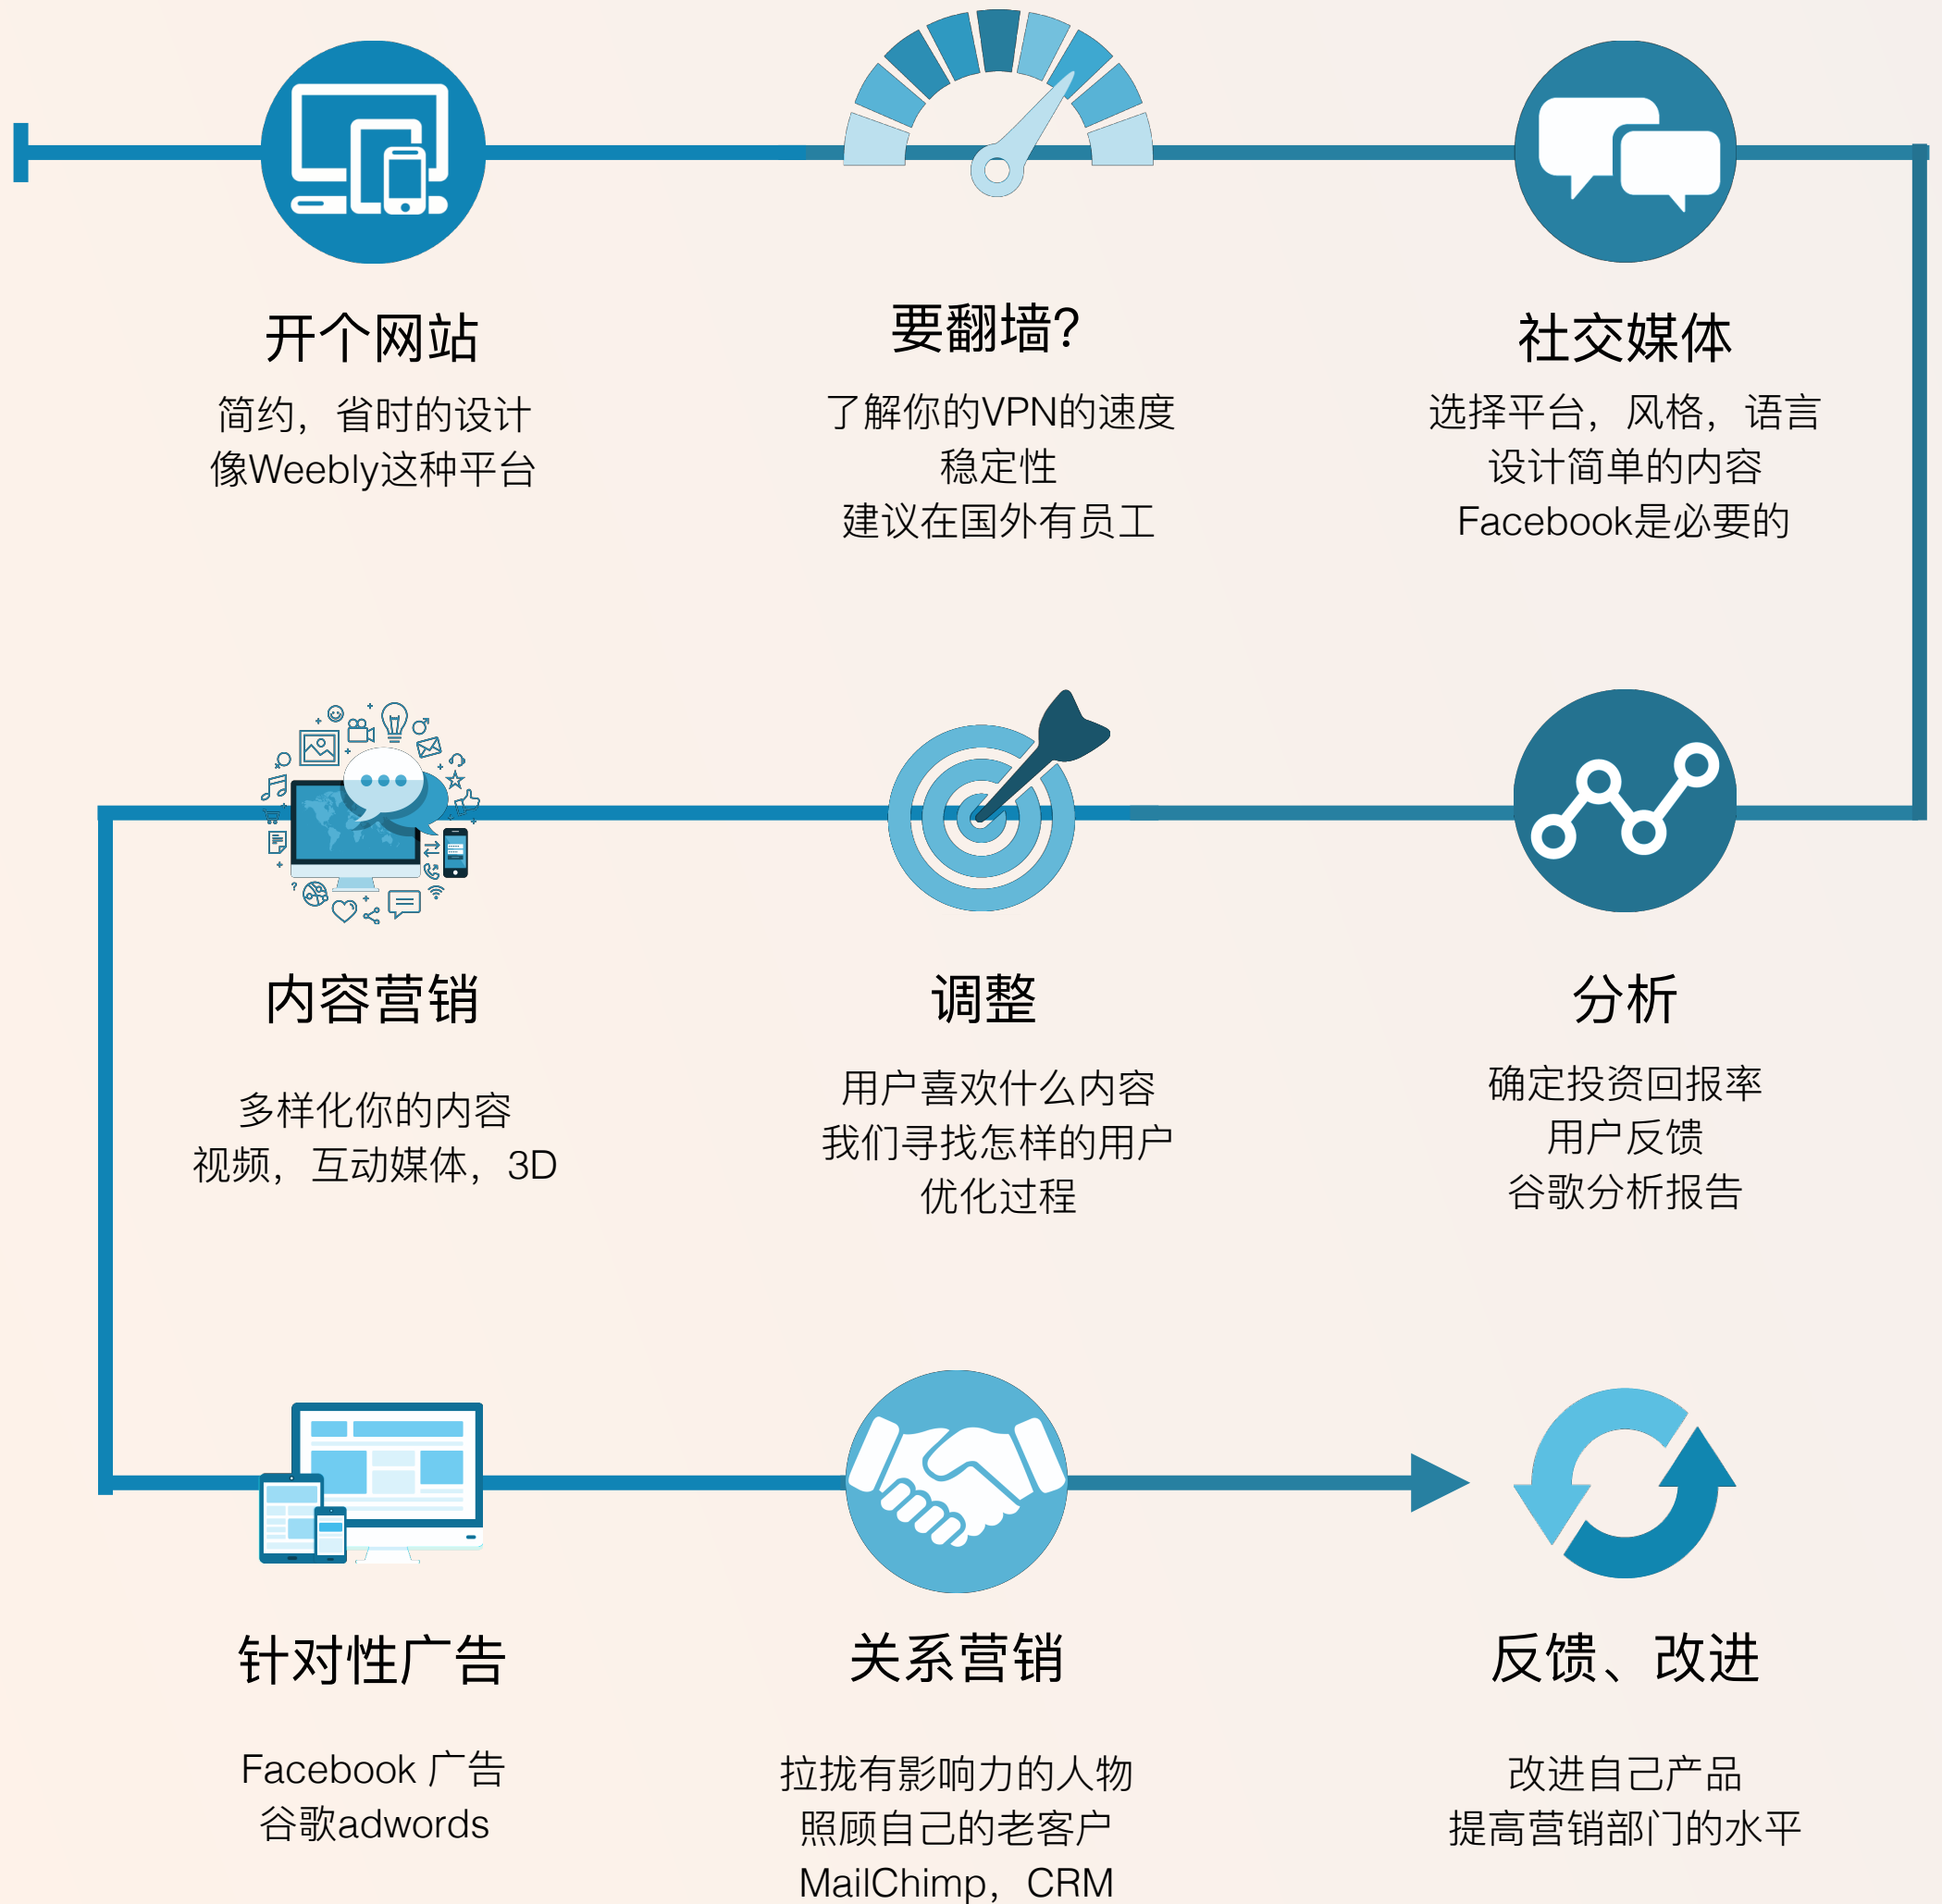 开个网站
简约，省时的设计
像Weebly这种平台
要翻墙？
了解你的VPN的速度
稳定性
建议在国外有员工
社交媒体
选择平台，风格，语言
设计简单的内容
Facebook是必要的
分析
确定投资回报率
用户反馈
谷歌分析报告
调整
用户喜欢什么内容
我们寻找怎样的用户
优化过程
内容营销
多样化你的内容
视频，互动媒体，3D
针对性广告
Facebook 广告
谷歌adwords
关系营销
拉拢有影响力的人物
照顾自己的老客户
MailChimp，CRM
反馈、改进
改进自己产品
提高营销部门的水平